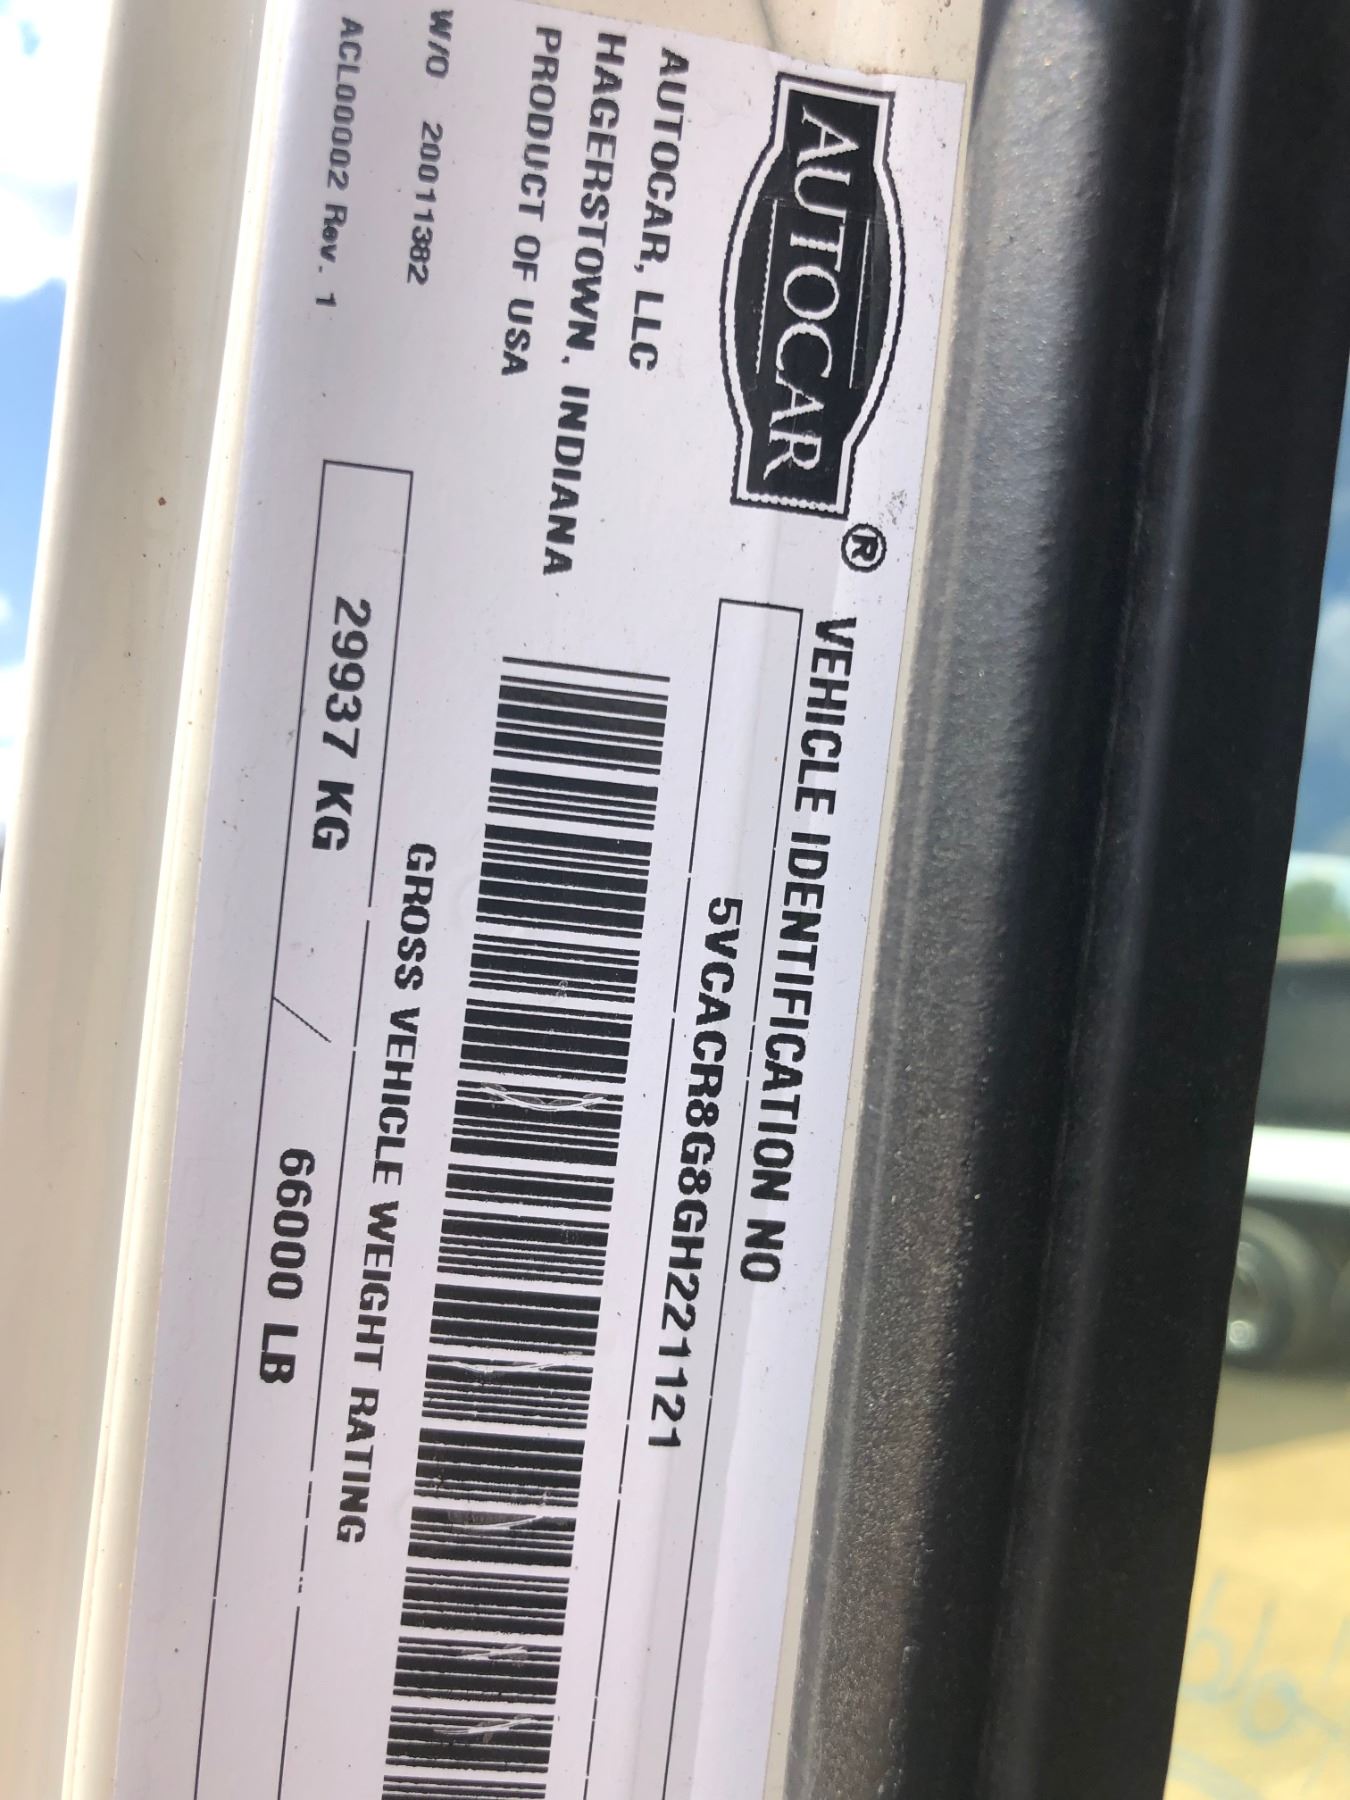 AUTOCAR ®
AUTOCAR, LLC
HAGERSTOWN, INDIANA
PRODUCT OF USA
W/O 20011382
ACL00002 Rev. 1
VEHICLE IDENTIFICATION NO
5VCACR8G8GH221121
GROSS VEHICLE WEIGHT RATING
29937 KG / 66000 LB